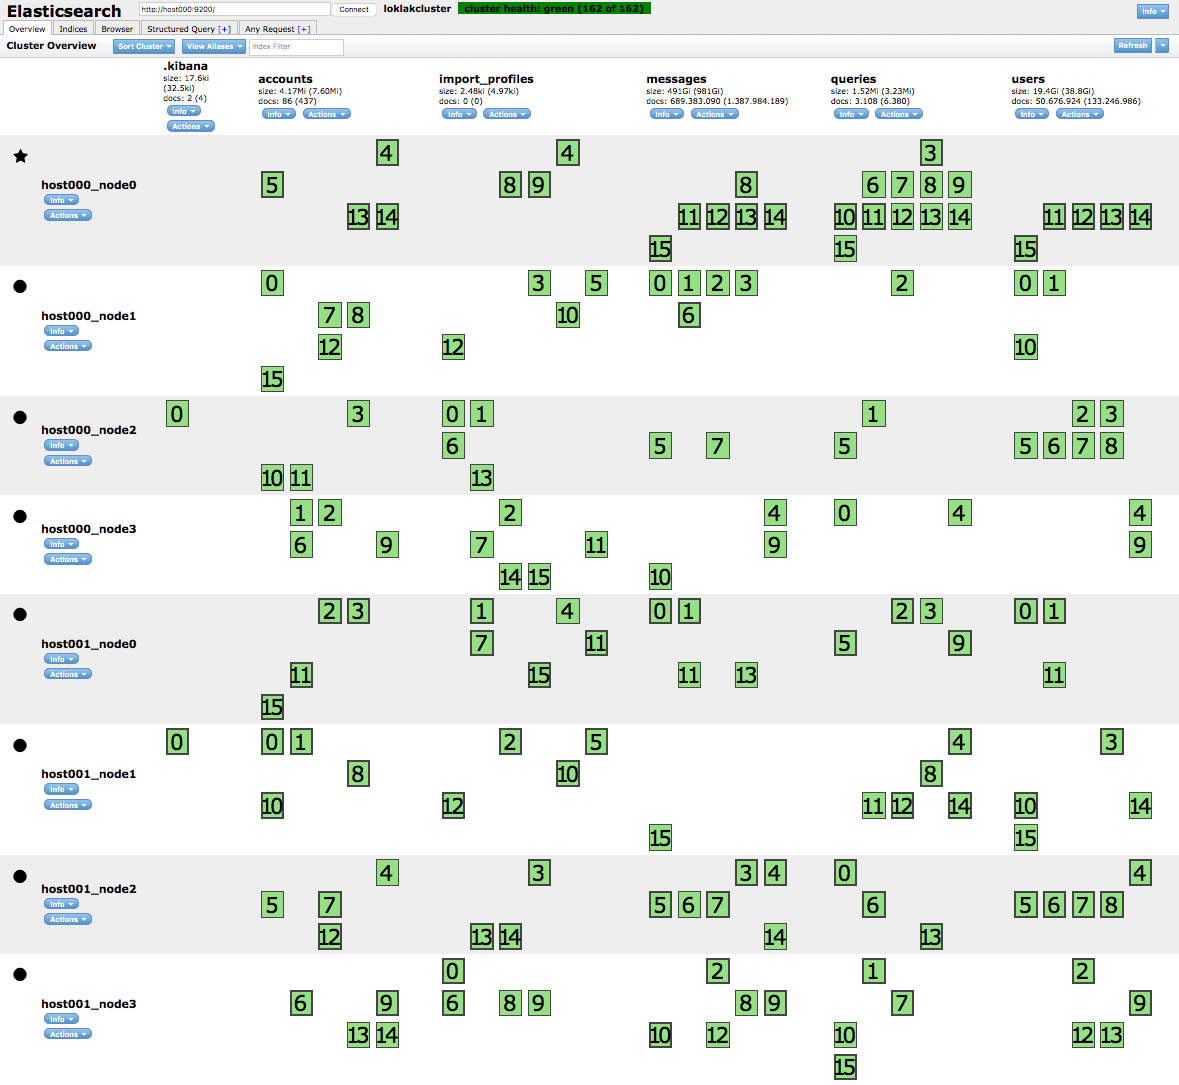 Elasticsearch http://host000:9200/ Connect loklakcluster cluster health: green (162 of 162) Info
Overview Indices Browser Structured Query [+] Any Request [+]
Cluster Overview Sort Cluster View Aliases Index Filter Refresh
.kibana
size: 17.6ki
(32.5ki)
docs: 2 (4)
Info
Actions
accounts
size: 4.17Mi (7.60Mi)
docs: 86 (437)
Info Actions
import_profiles
size: 2.48ki (4.97ki)
docs: 0 (0)
Info Actions
messages
size: 491Gi (981Gi)
docs: 689.383.090 (1.387.984.189)
Info Actions
queries
size: 1.52Mi (3.23Mi)
docs: 3.108 (6.380)
Info Actions
users
size: 19.4Gi (38.8Gi)
docs: 50.676.924 (133.246.986)
Info Actions
host000_node0
Info
Actions
4 4 3
5 8 9 8 6 7 8 9
13 14 11 12 13 14 10 11 12 13 14 11 12 13 14
15 15 15
host000_node1
Info
Actions
0 3 5 0 1 2 3 2 0 1
7 8 10 6
12 12 10
15
host000_node2
Info
Actions
0 3 0 1 1 2 3
6 5 7 5 5 6 7 8
10 11 13
host000_node3
Info
Actions
1 2 2 4 0 4 4
6 9 7 11 9 9
14 15 10
host001_node0
Info
Actions
2 3 1 4 0 1 2 3 0 1
7 11 5 9
11 15 11 13 11
15
host001_node1
Info
Actions
0 0 1 2 5 4 3
8 10 8
10 12 11 12 14 10 14
15 15
host001_node2
Info
Actions
4 3 3 4 0 4
5 7 5 6 7 6 5 6 7 8
12 13 14 14 13
host001_node3
Info
Actions
0 2 1 2
6 9 6 8 9 8 9 7 9
13 14 10 12 10 12 13
15